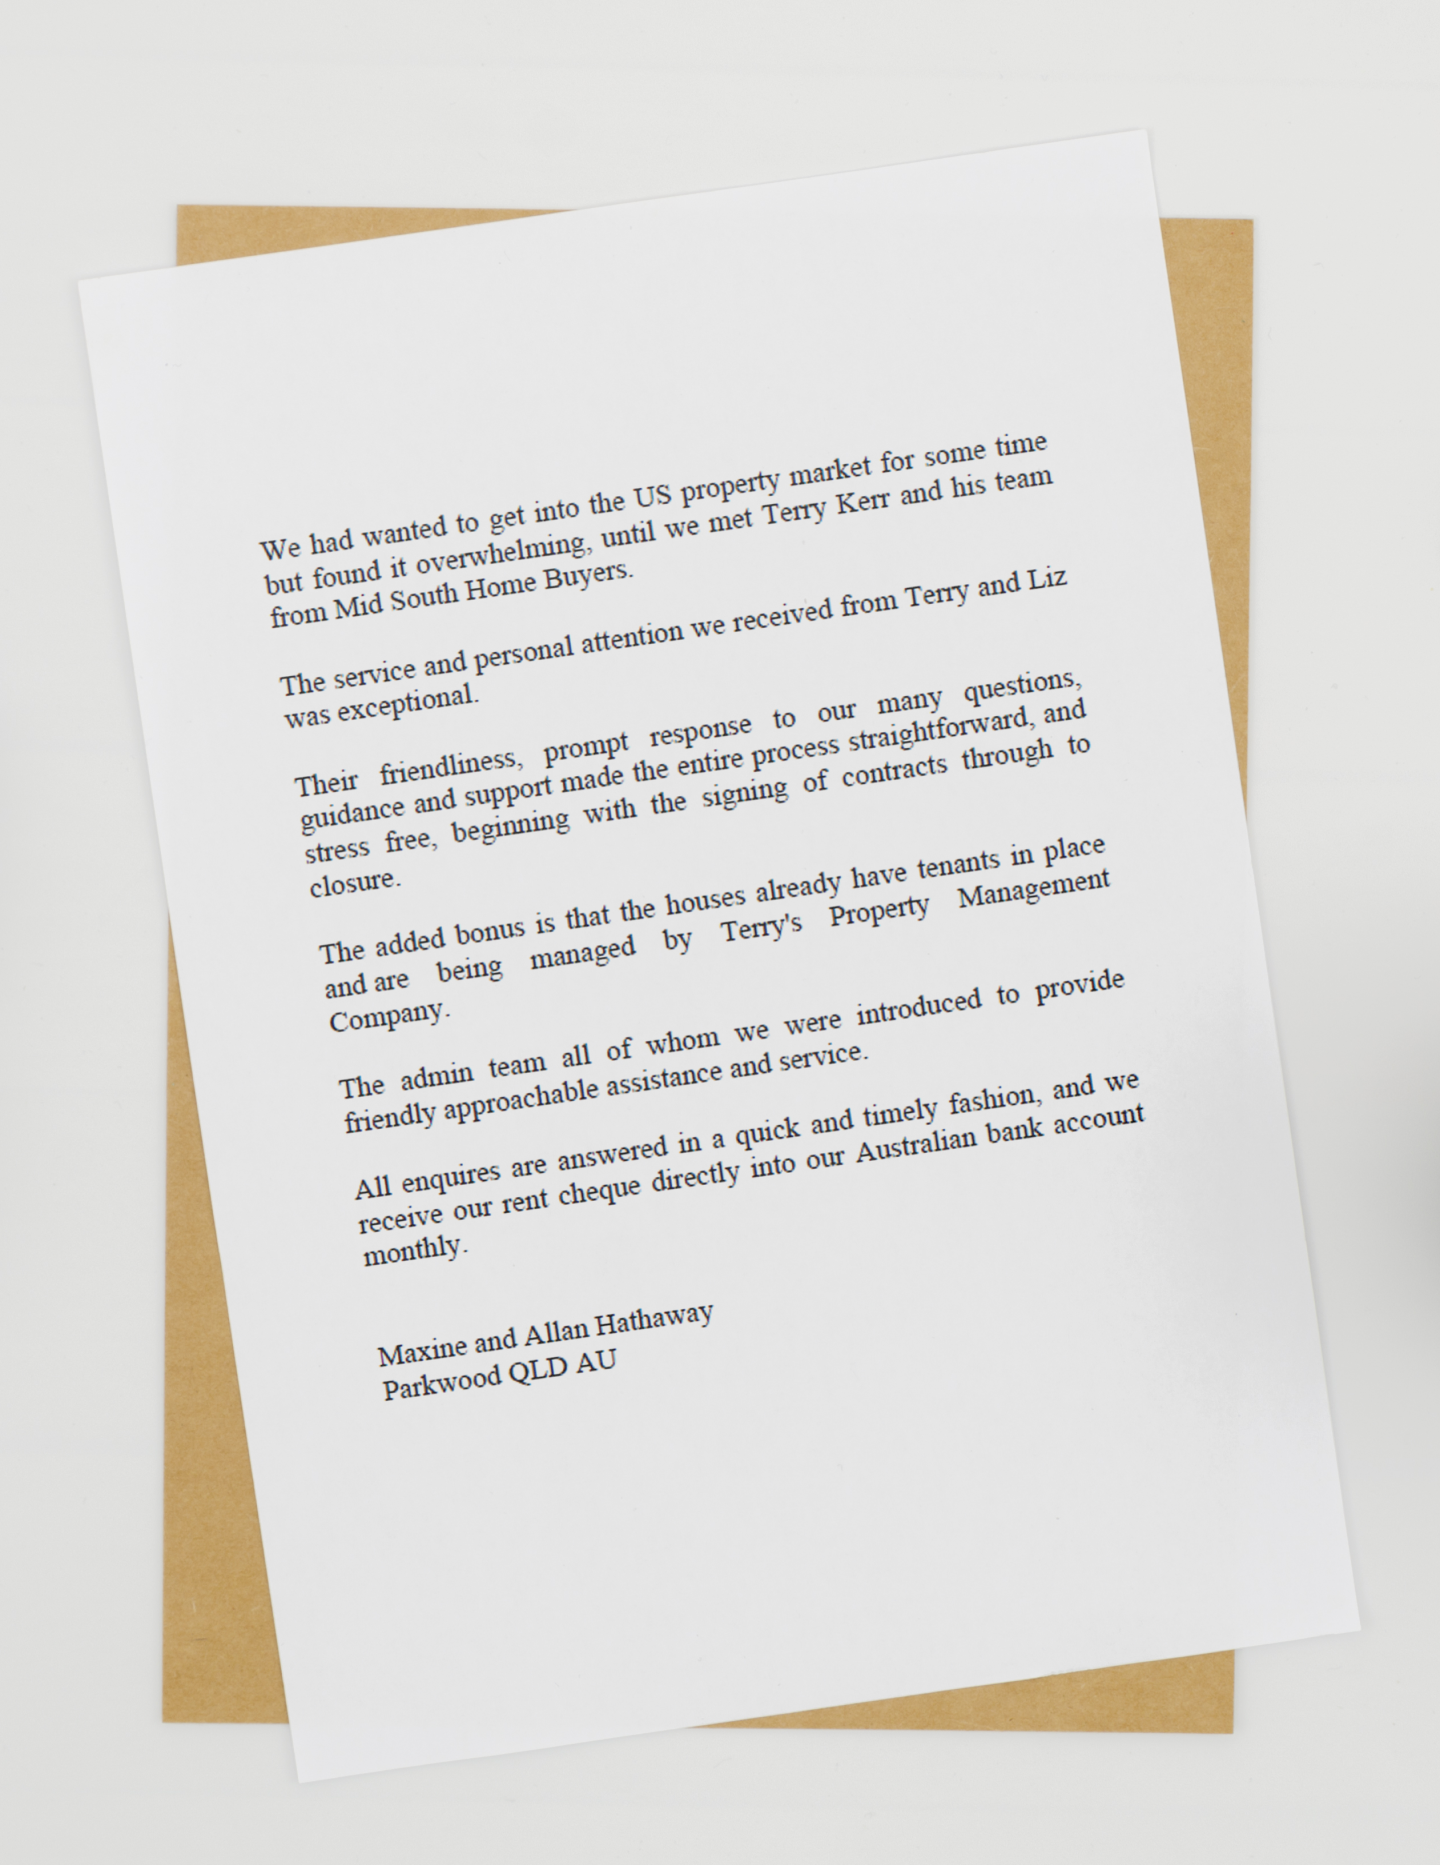 We had wanted to get into the US property market for some time
but found it overwhelming, until we met Terry Kerr and his team
from Mid South Home Buyers.
The service and personal attention we received from Terry and Liz
was exceptional.
Their friendliness, prompt response to our many questions,
guidance and support made the entire process straightforward, and
stress free, beginning with the signing of contracts through to
closure.
The added bonus is that the houses already have tenants in place
and are being managed by Terry's Property Management
Company.
The admin team all of whom we were introduced to provide
friendly approachable assistance and service.
All enquires are answered in a quick and timely fashion, and we
receive our rent cheque directly into our Australian bank account
monthly.
Maxine and Allan Hathaway
Parkwood QLD AU